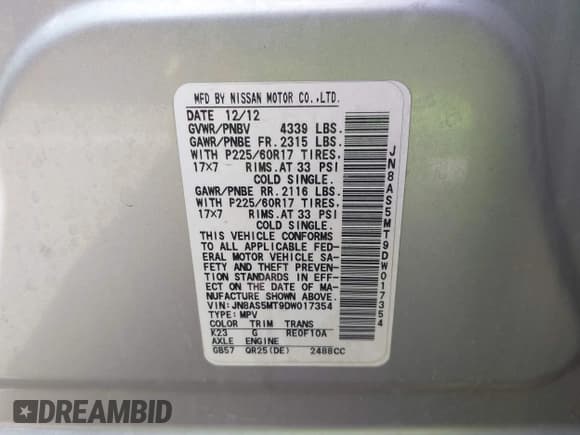 MFD BY NISSAN MOTOR CO.,LTD.
DATE 12/12
GVWR/PNBV 4339 LBS.
GAWR/PNBE FR. 2315 LBS.
WITH P225/60R17 TIRES,
17×7 RIMS.AT 33 PSI
COLD SINGLE.
GAWR/PNBE RR. 2116 LBS.
WITH P225/60R17 TIRES,
17×7 RIMS.AT 33 PSI
COLD SINGLE.
THIS VEHICLE CONFORMS
TO ALL APPLICABLE FED-
ERAL MOTOR VEHICLE SA-
FETY AND THEFT PREVEN-
TION STANDARDS IN EFF-
ECT ON THE DATE OF MA-
NUFACTURE SHOWN ABOVE.
VIN:JN8AS5MT9DW017354
TYPE:MPV
COLOR TRIM TRANS
K23 G RE0F10A
AXLE ENGINE
GB57 QR25(DE) 2488CC
JN8AS5MT9DW017354
DREAMBID